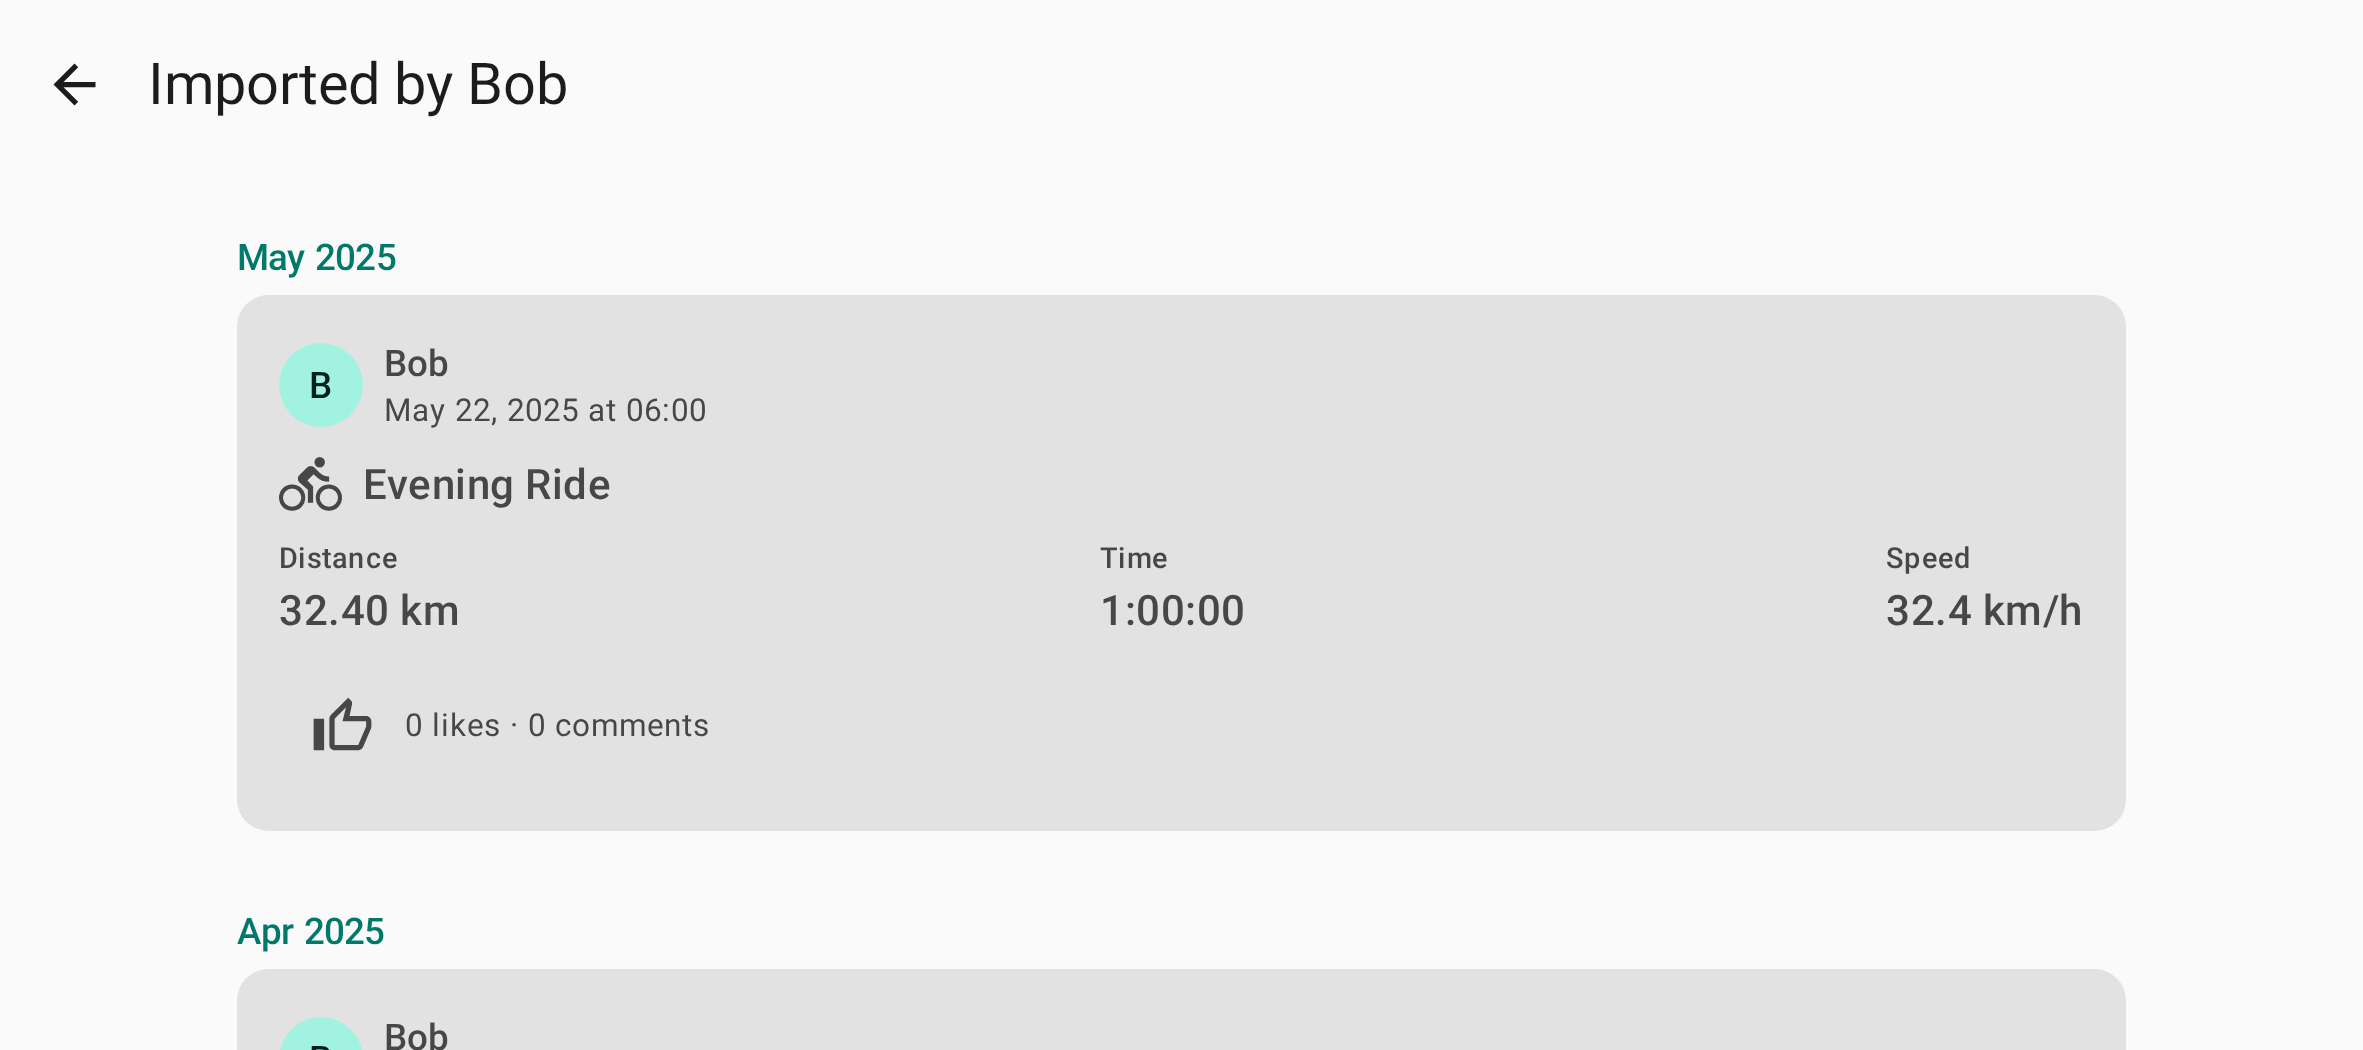 Imported by Bob
May 2025
B
Bob
May 22, 2025 at 06:00
Evening Ride
Distance
Time
Speed
32.40 km
1:00:00
32.4 km/h
0 likes · 0 comments
Apr 2025
B
Bob